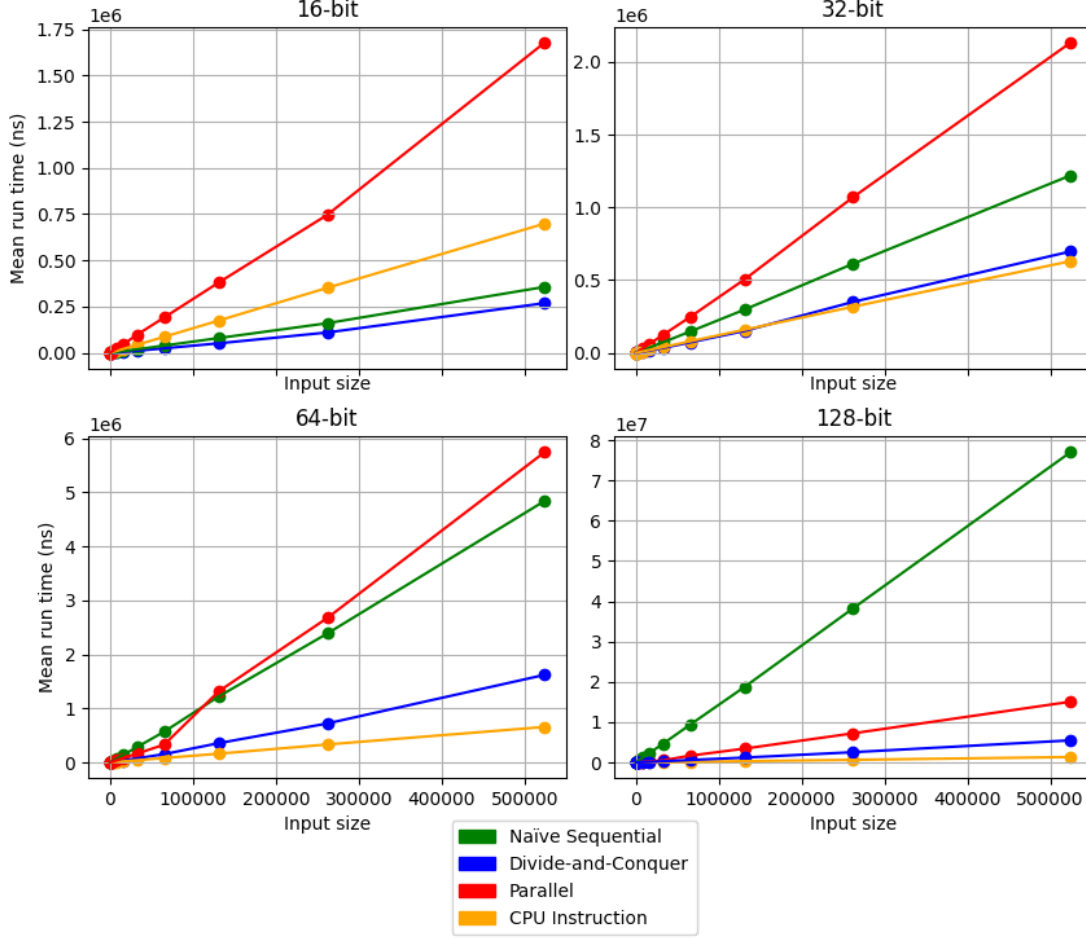 16-bit
32-bit
1e6
1e6
Mean run time (ns)
1.75
1.50
1.25
1.00
0.75
0.50
0.25
0.00
2.0
1.5
1.0
0.5
0.0
Input size
Input size
64-bit
128-bit
1e6
1e7
Mean run time (ns)
6
5
4
3
2
1
0
8
7
6
5
4
3
2
1
0
0 100000 200000 300000 400000 500000
0 100000 200000 300000 400000 500000
Input size
Input size
Naïve Sequential
Divide-and-Conquer
Parallel
CPU Instruction